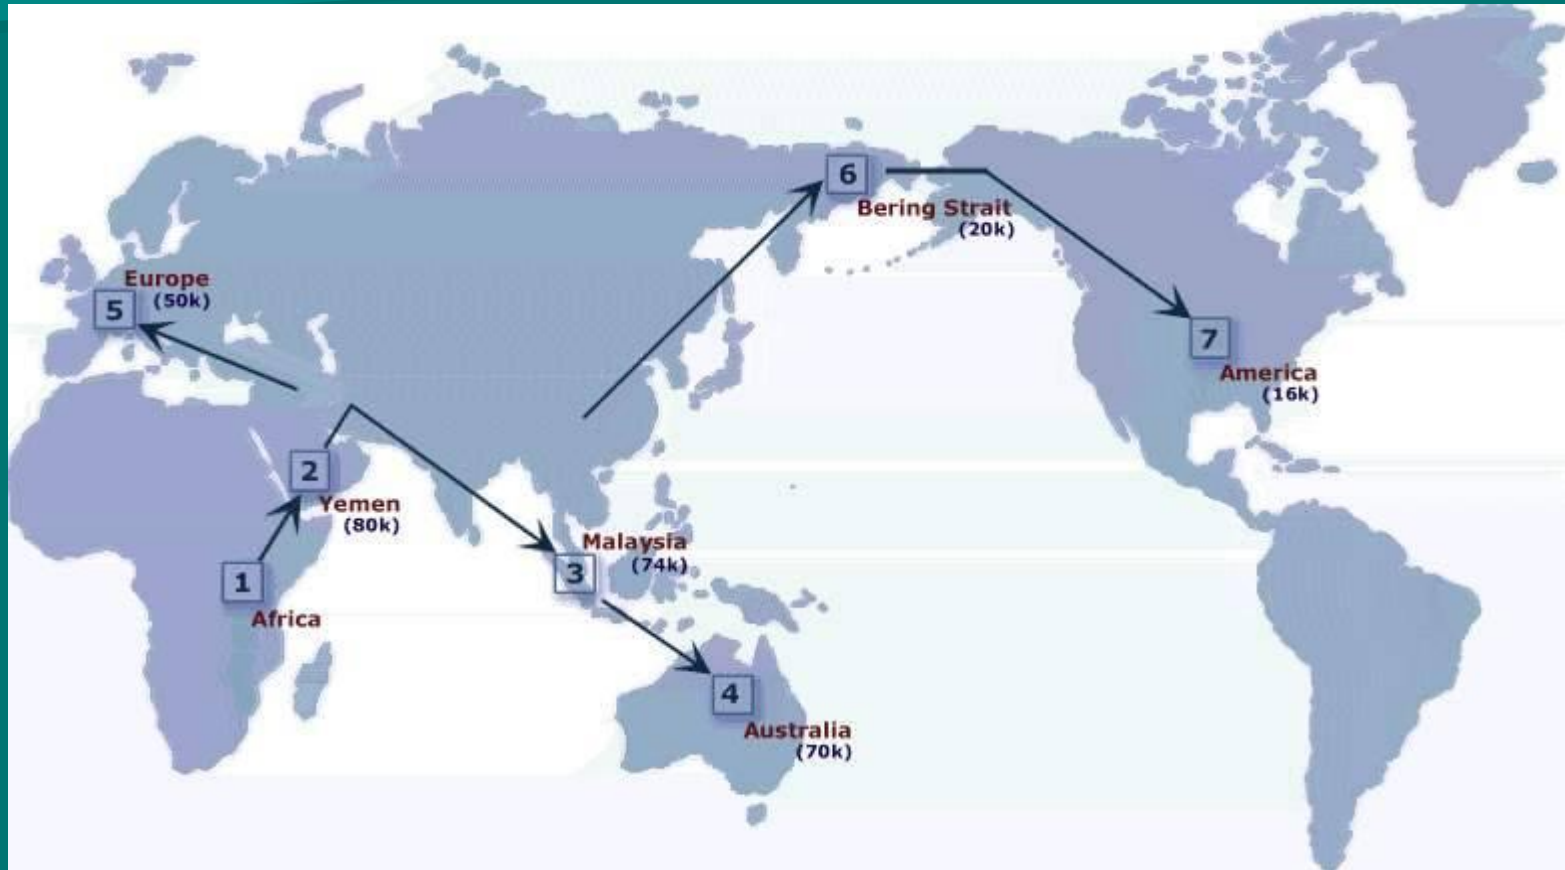 1
Africa
2
Yemen
(80k)
3
Malaysia
(74k)
4
Australia
(70k)
5
Europe
(50k)
6
Bering Strait
(20k)
7
America
(16k)